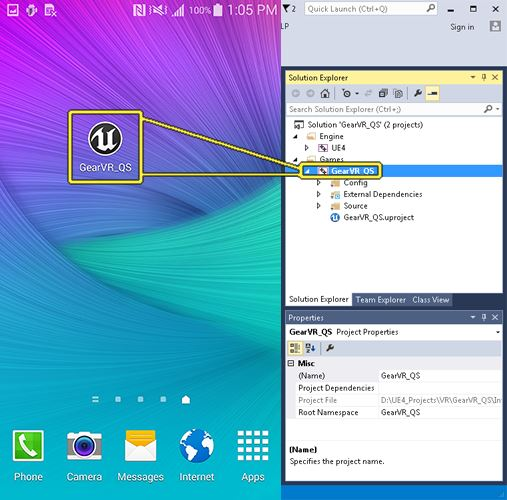 100% 1:05 PM
GearVR_QS
Phone
Camera
Messages
Internet
Apps
2
Quick Launch (Ctrl+Q)
LP
Sign in
Solution Explorer
Search Solution Explorer (Ctrl+;)
Solution 'GearVR_QS' (2 projects)
Engine
UE4
Games
GearVR_QS
Config
External Dependencies
Source
GearVR_QS.uproject
Solution Explorer Team Explorer Class View
Properties
GearVR_QS Project Properties
Misc
(Name) GearVR_QS
Project Dependencies
Project File D:\UE4_Projects\VR\GearVR_QS\In
Root Namespace GearVR_QS
(Name)
Specifies the project name.